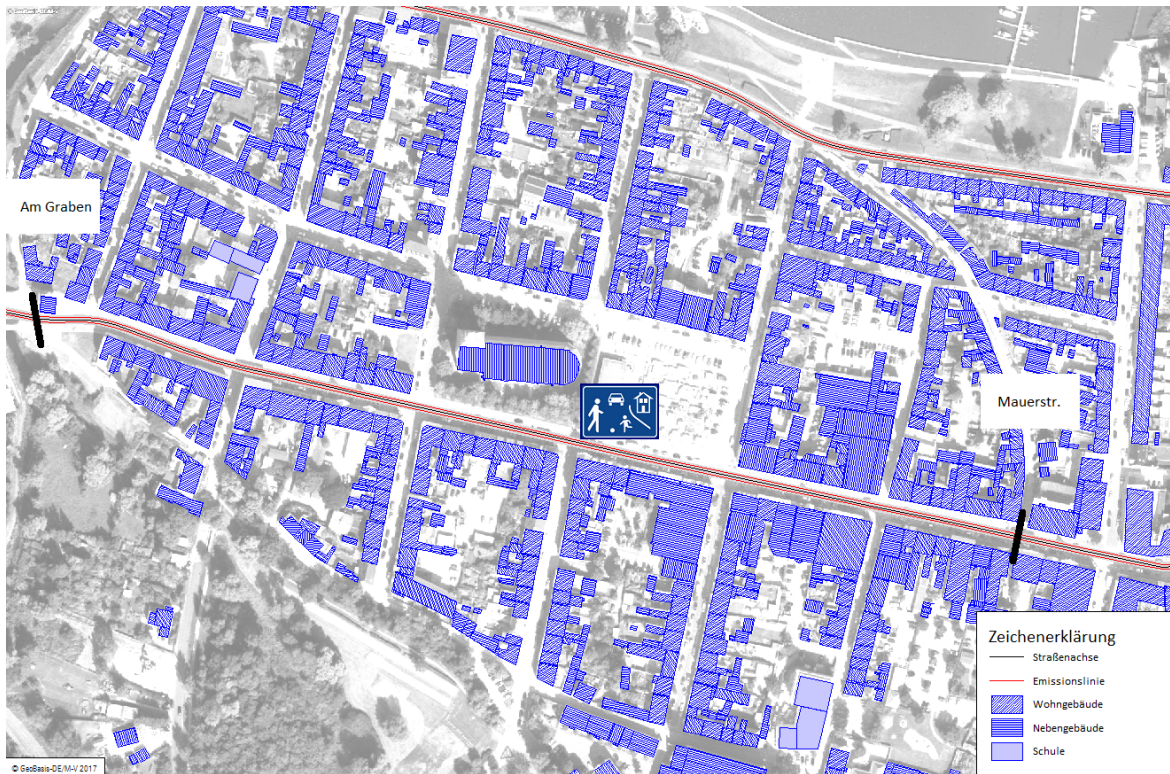 Am Graben
Mauerstr.
Zeichenerklärung
Straßenachse
Emissionslinie
Wohngebäude
Nebengebäude
Schule
© GeoBasis-DE/M-V 2017